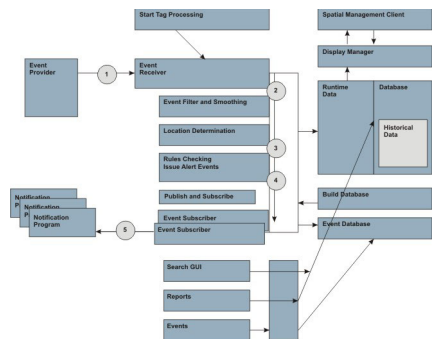 Start Tag Processing
Spatial Management Client
Display Manager
Event
Provider
1
Event
Receiver
2
Runtime
Data
Database
Historical
Data
Event Filter and Smoothing
Location Determination
3
Rules Checking
Issue Alert Events
4
Publish and Subscribe
Build Database
Notification
Notification
Notification
Program
5
Event Subscriber
Event Subscriber
Event Database
Search GUI
Reports
Events